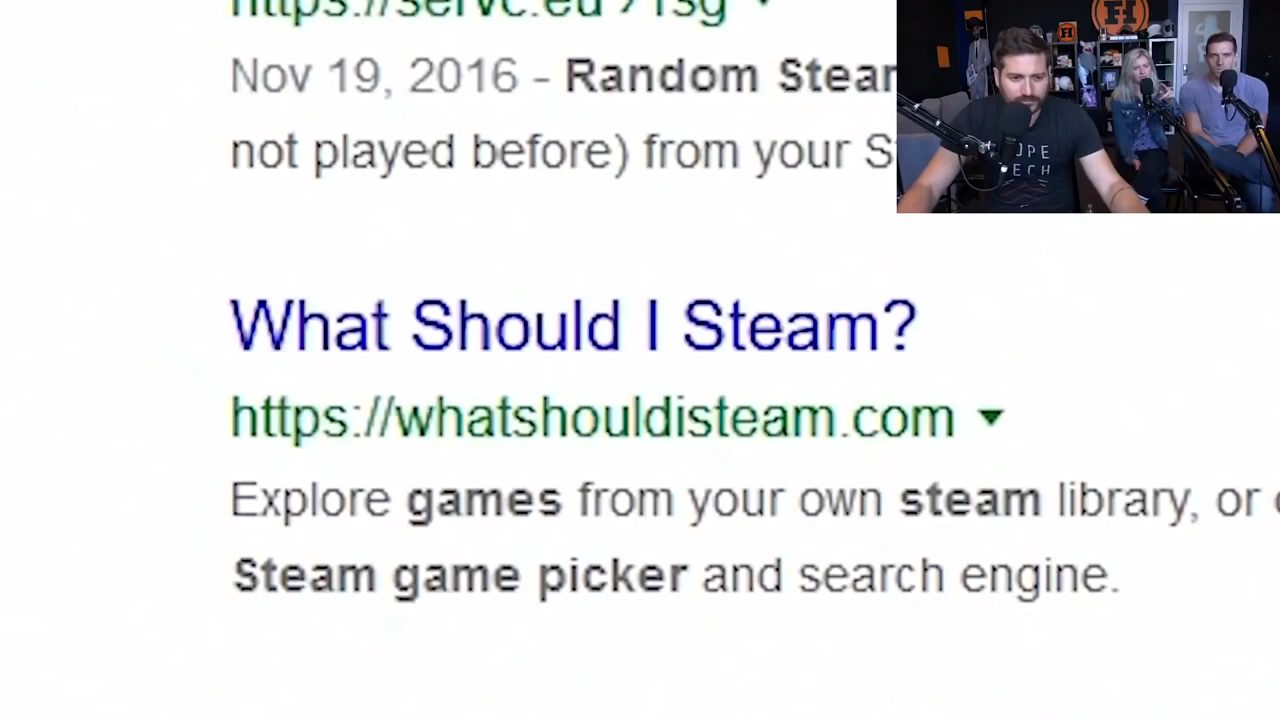 Nov 19, 2016 - Random
not played before) from your
What Should I Steam?
https://whatshouldisteam.com
Explore games from your own steam library, or
Steam game picker and search engine.
FI